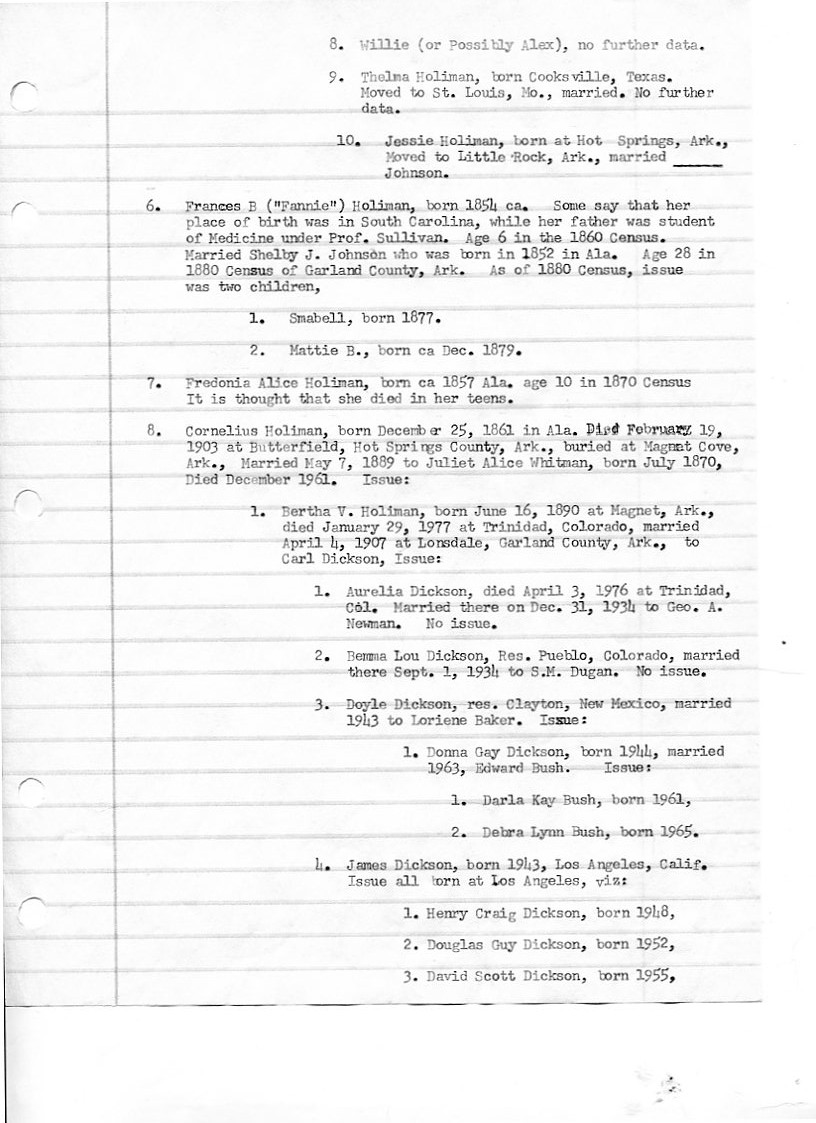 8. Willie (or Possibly Alex), no further data.
9. Thelma Holiman, born Cooksville, Texas.
Moved to St. Louis, Mo., married. No further
data.
10. Jessie Holiman, born at Hot Springs, Ark.,
Moved to Little Rock, Ark., married ______
Johnson.
6. Frances B ("Fannie") Holiman, born 1854 ca. Some say that her
place of birth was in South Carolina, while her father was student
of Medicine under Prof. Sullivan. Age 6 in the 1860 Census.
Married Shelby J. Johnson who was born in 1852 in Ala. Age 28 in
1880 Census of Garland County, Ark. As of 1880 Census, issue
was two children,
1. Smabell, born 1877.
2. Mattie B., born ca Dec. 1879.
7. Fredonia Alice Holiman, born ca 1857 Ala. age 10 in 1870 Census
It is thought that she died in her teens.
8. Cornelius Holiman, born December 25, 1861 in Ala. Died February 19,
1903 at Butterfield, Hot Springs County, Ark., buried at Magnet Cove,
Ark., Married May 7, 1889 to Juliet Alice Whitman, born July 1870,
Died December 1961. Issue:
1. Bertha V. Holiman, born June 16, 1890 at Magnet, Ark.,
died January 29, 1977 at Trinidad, Colorado, married
April 4, 1907 at Lonsdale, Garland County, Ark., to
Carl Dickson, Issue:
1. Aurelia Dickson, died April 3, 1976 at Trinidad,
Col. Married there on Dec. 31, 1934 to Geo. A.
Newman. No issue.
2. Bemma Lou Dickson, Res. Pueblo, Colorado, married
there Sept. 1, 1934 to S.M. Dugan. No issue.
3. Doyle Dickson, res. Clayton, New Mexico, married
1943 to Loriene Baker. Issue:
1. Donna Gay Dickson, born 1944, married
1963, Edward Bush. Issue:
1. Darla Kay Bush, born 1961,
2. Debra Lynn Bush, born 1965.
4. James Dickson, born 1943, Los Angeles, Calif.
Issue all born at Los Angeles, viz:
1. Henry Craig Dickson, born 1948,
2. Douglas Guy Dickson, born 1952,
3. David Scott Dickson, born 1955,